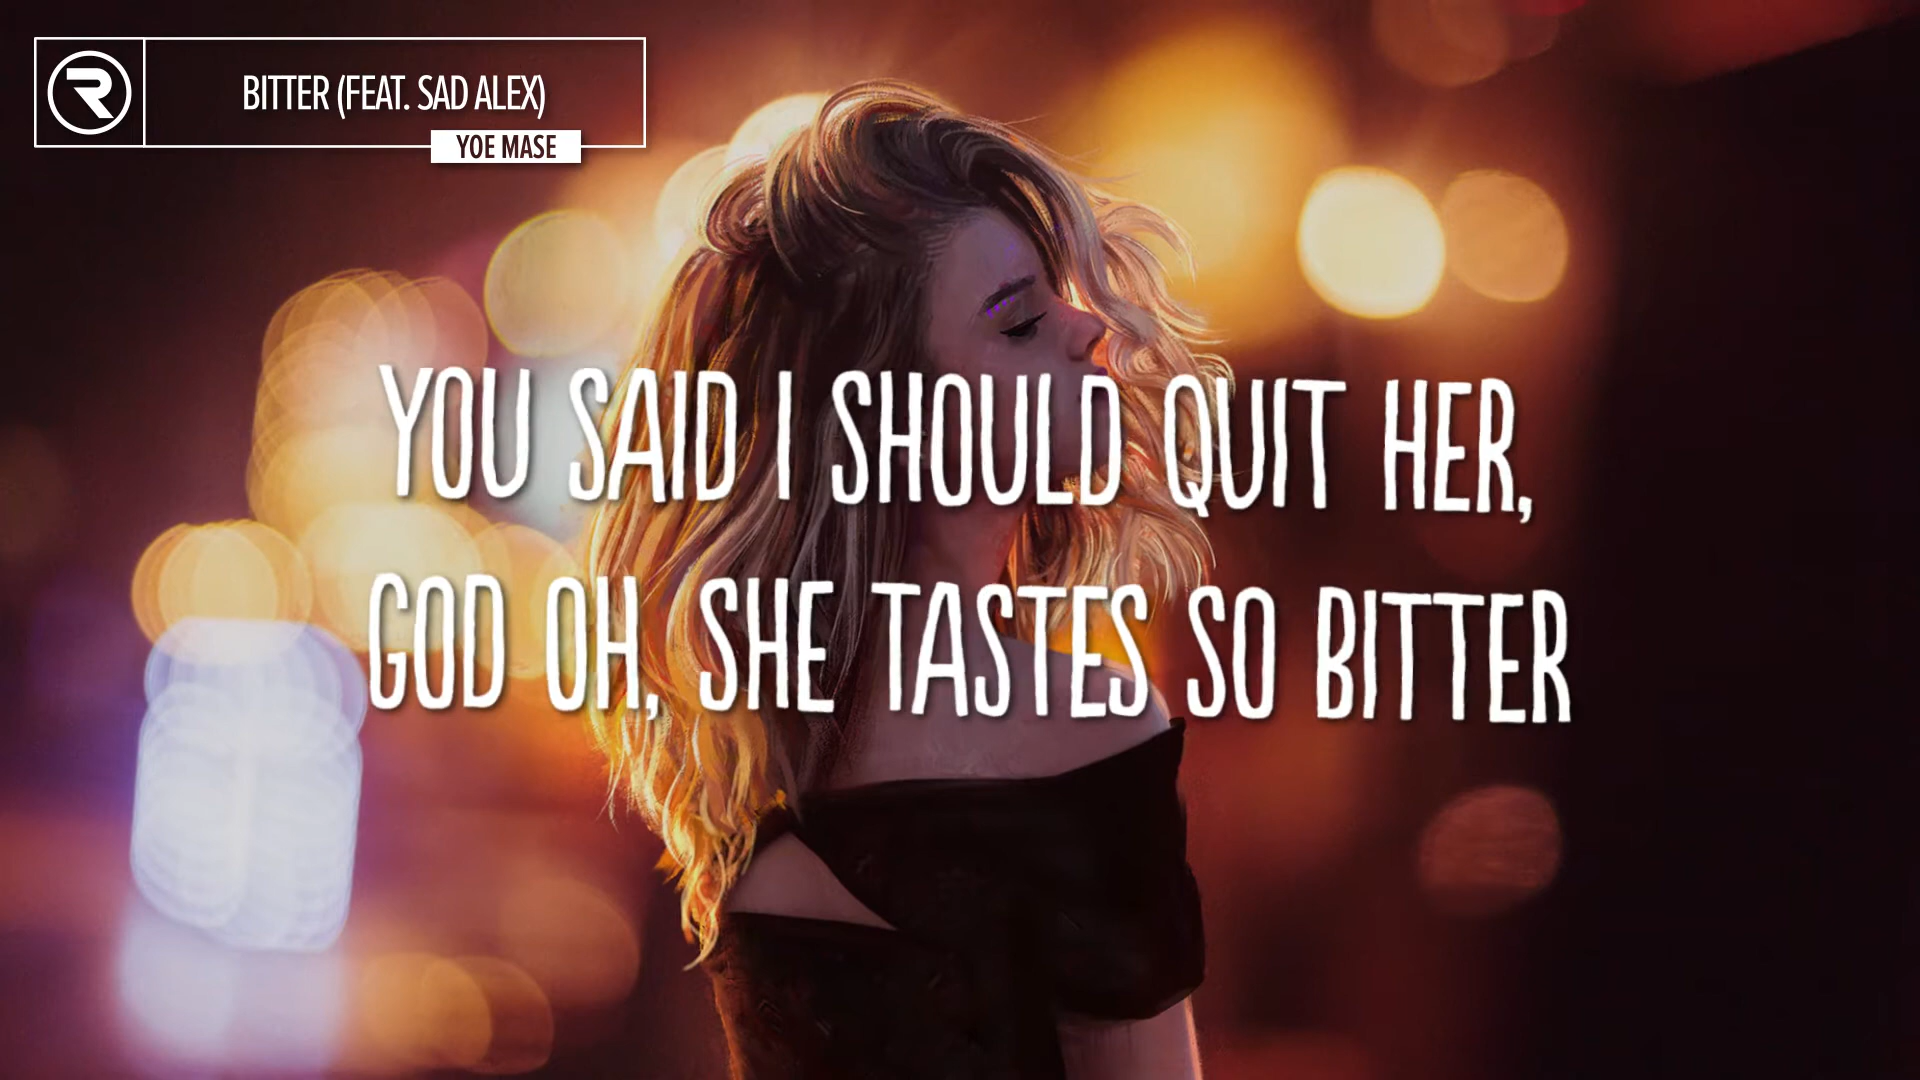 BITTER (FEAT. SAD ALEX)
YOE MASE
YOU SAID I SHOULD QUIT HER,
GOD OH, SHE TASTES SO BITTER